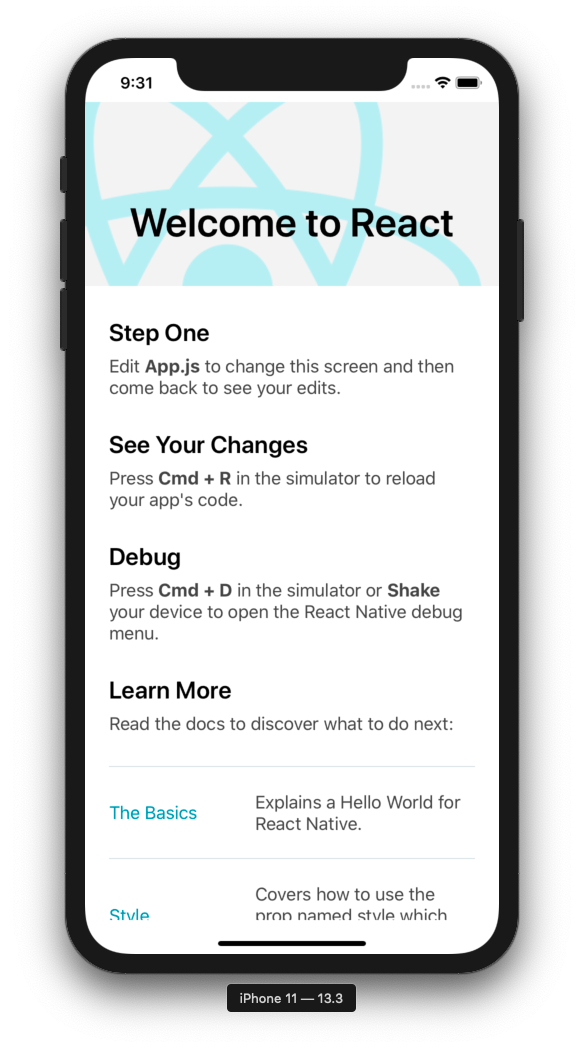 9:31
Welcome to React
Step One
Edit App.js to change this screen and then
come back to see your edits.
See Your Changes
Press Cmd + R in the simulator to reload
your app's code.
Debug
Press Cmd + D in the simulator or Shake
your device to open the React Native debug
menu.
Learn More
Read the docs to discover what to do next:
The Basics
Explains a Hello World for
React Native.
Style
Covers how to use the
prop named style which
iPhone 11 — 13.3